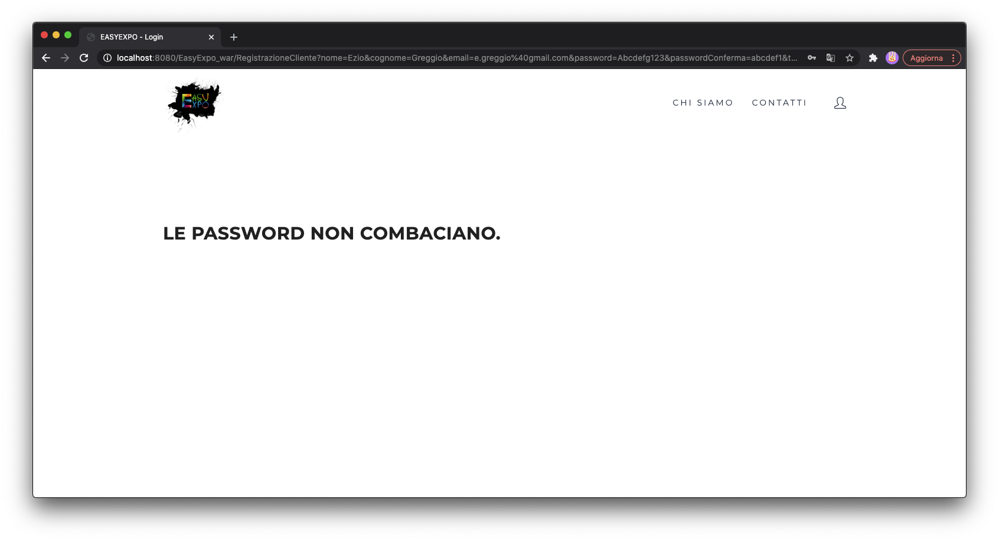 EASYEXPO - Login
localhost:8080/EasyExpo_war/RegistrazioneCliente?nome=Ezio&cognome=Greggio&email=e.greggio%40gmail.com&password=Abcdefg123&passwordConferma=abcdef1&t...
Aggiorna
EASY
EXPO
CHI SIAMO CONTATTI
LE PASSWORD NON COMBACIANO.